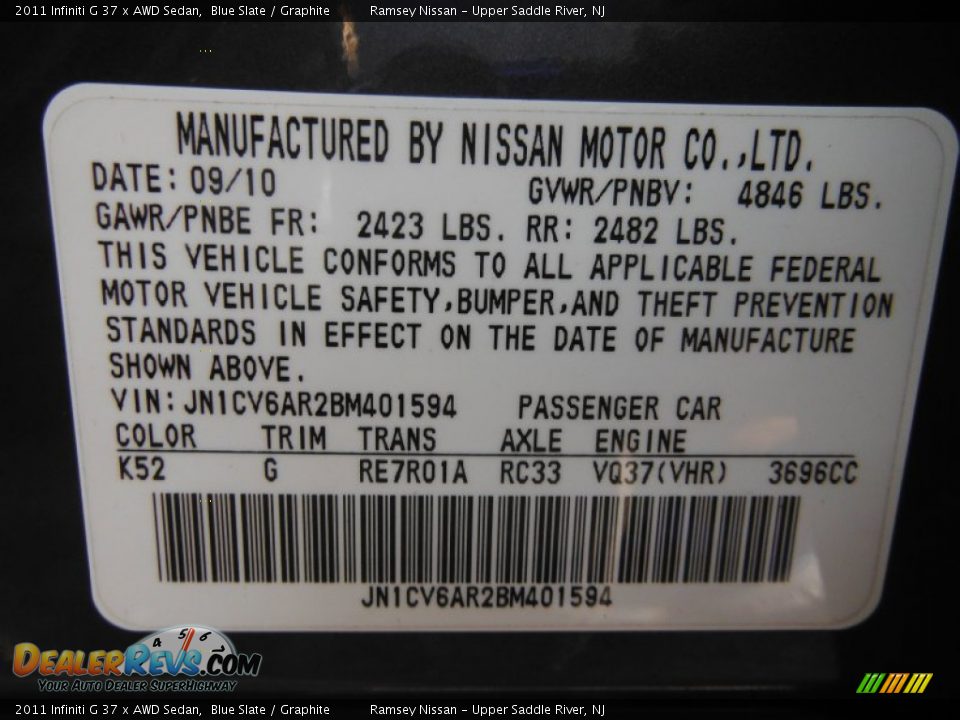 2011 Infiniti G 37 x AWD Sedan,  Blue Slate / Graphite    Ramsey Nissan - Upper Saddle River, NJ
MANUFACTURED BY NISSAN MOTOR CO.,LTD.
DATE: 09/10    GVWR/PNBV: 4846 LBS.
GAWR/PNBE FR: 2423 LBS. RR: 2482 LBS.
THIS VEHICLE CONFORMS TO ALL APPLICABLE FEDERAL
MOTOR VEHICLE SAFETY,BUMPER,AND THEFT PREVENTION
STANDARDS IN EFFECT ON THE DATE OF MANUFACTURE
SHOWN ABOVE.
VIN:JN1CV6AR2BM401594    PASSENGER CAR
COLOR    TRIM    TRANS    AXLE    ENGINE
K52    G    RE7R01A    RC33    VQ37(VHR)    3696CC
JN1CV6AR2BM401594
4 5 6
DEALERREVS.COM
YOUR AUTO DEALER SUPERHIGHWAY
2011 Infiniti G 37 x AWD Sedan,  Blue Slate / Graphite    Ramsey Nissan - Upper Saddle River, NJ